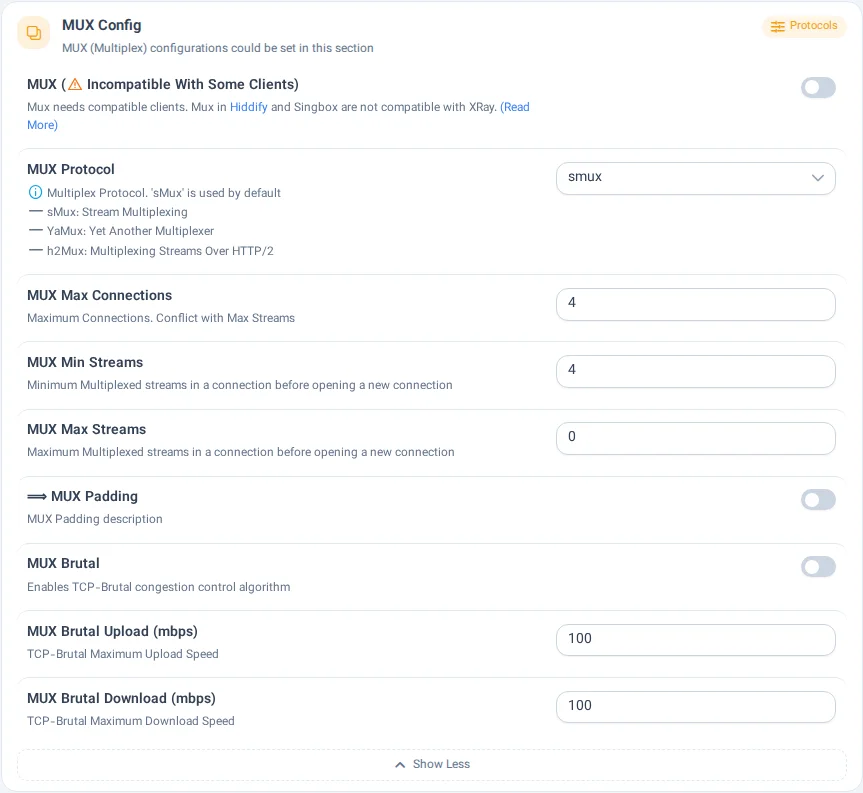 MUX Config
Protocols
MUX (Multiplex) configurations could be set in this section
MUX (⚠ Incompatible With Some Clients)
Mux needs compatible clients. Mux in Hiddify and Singbox are not compatible with XRay. (Read
More)
MUX Protocol
smux
Multiplex Protocol. 'sMux' is used by default
— sMux: Stream Multiplexing
— YaMux: Yet Another Multiplexer
— h2Mux: Multiplexing Streams Over HTTP/2
MUX Max Connections
4
Maximum Connections. Conflict with Max Streams
MUX Min Streams
4
Minimum Multiplexed streams in a connection before opening a new connection
MUX Max Streams
0
Maximum Multiplexed streams in a connection before opening a new connection
⟹ MUX Padding
MUX Padding description
MUX Brutal
Enables TCP-Brutal congestion control algorithm
MUX Brutal Upload (mbps)
100
TCP-Brutal Maximum Upload Speed
MUX Brutal Download (mbps)
100
TCP-Brutal Maximum Download Speed
Show Less